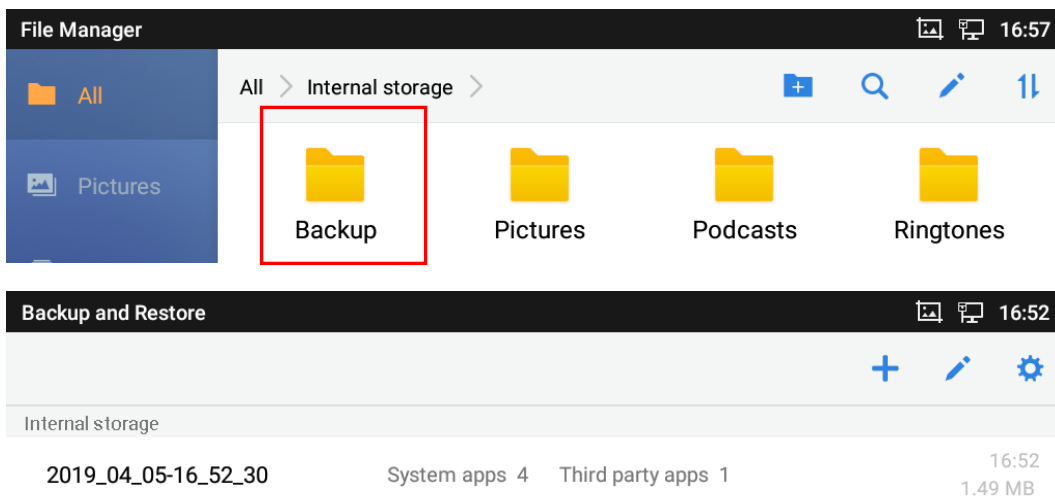 File Manager 16:57
All All Internal storage
Pictures
Backup Pictures Podcasts Ringtones
Backup and Restore 16:52
Internal storage
2019_04_05-16_52_30 System apps 4 Third party apps 1 16:52
1.49 MB